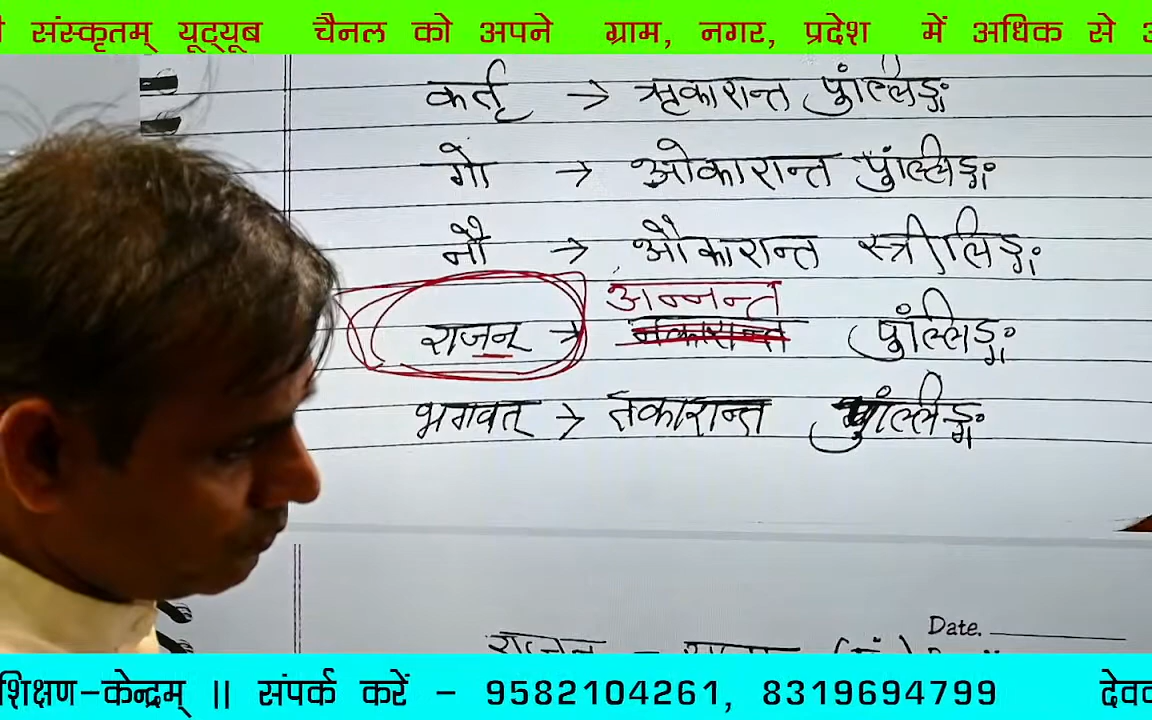 संस्कृतम् यूट्यूब चैनल को अपने ग्राम, नगर, प्रदेश में अधिक से
कर्तृ → ऋकारान्त पुंल्लिङ्गः
गो → ओकारान्त पुंल्लिङ्गः
नौ → औकारान्त स्त्रीलिङ्गः
अन्नन्त
राजन् → नकारान्त पुंल्लिङ्गः
भगवत् → तकारान्त पुंल्लिङ्गः
Date.
शिक्षण-केन्द्रम् || संपर्क करें - 9582104261, 8319694799